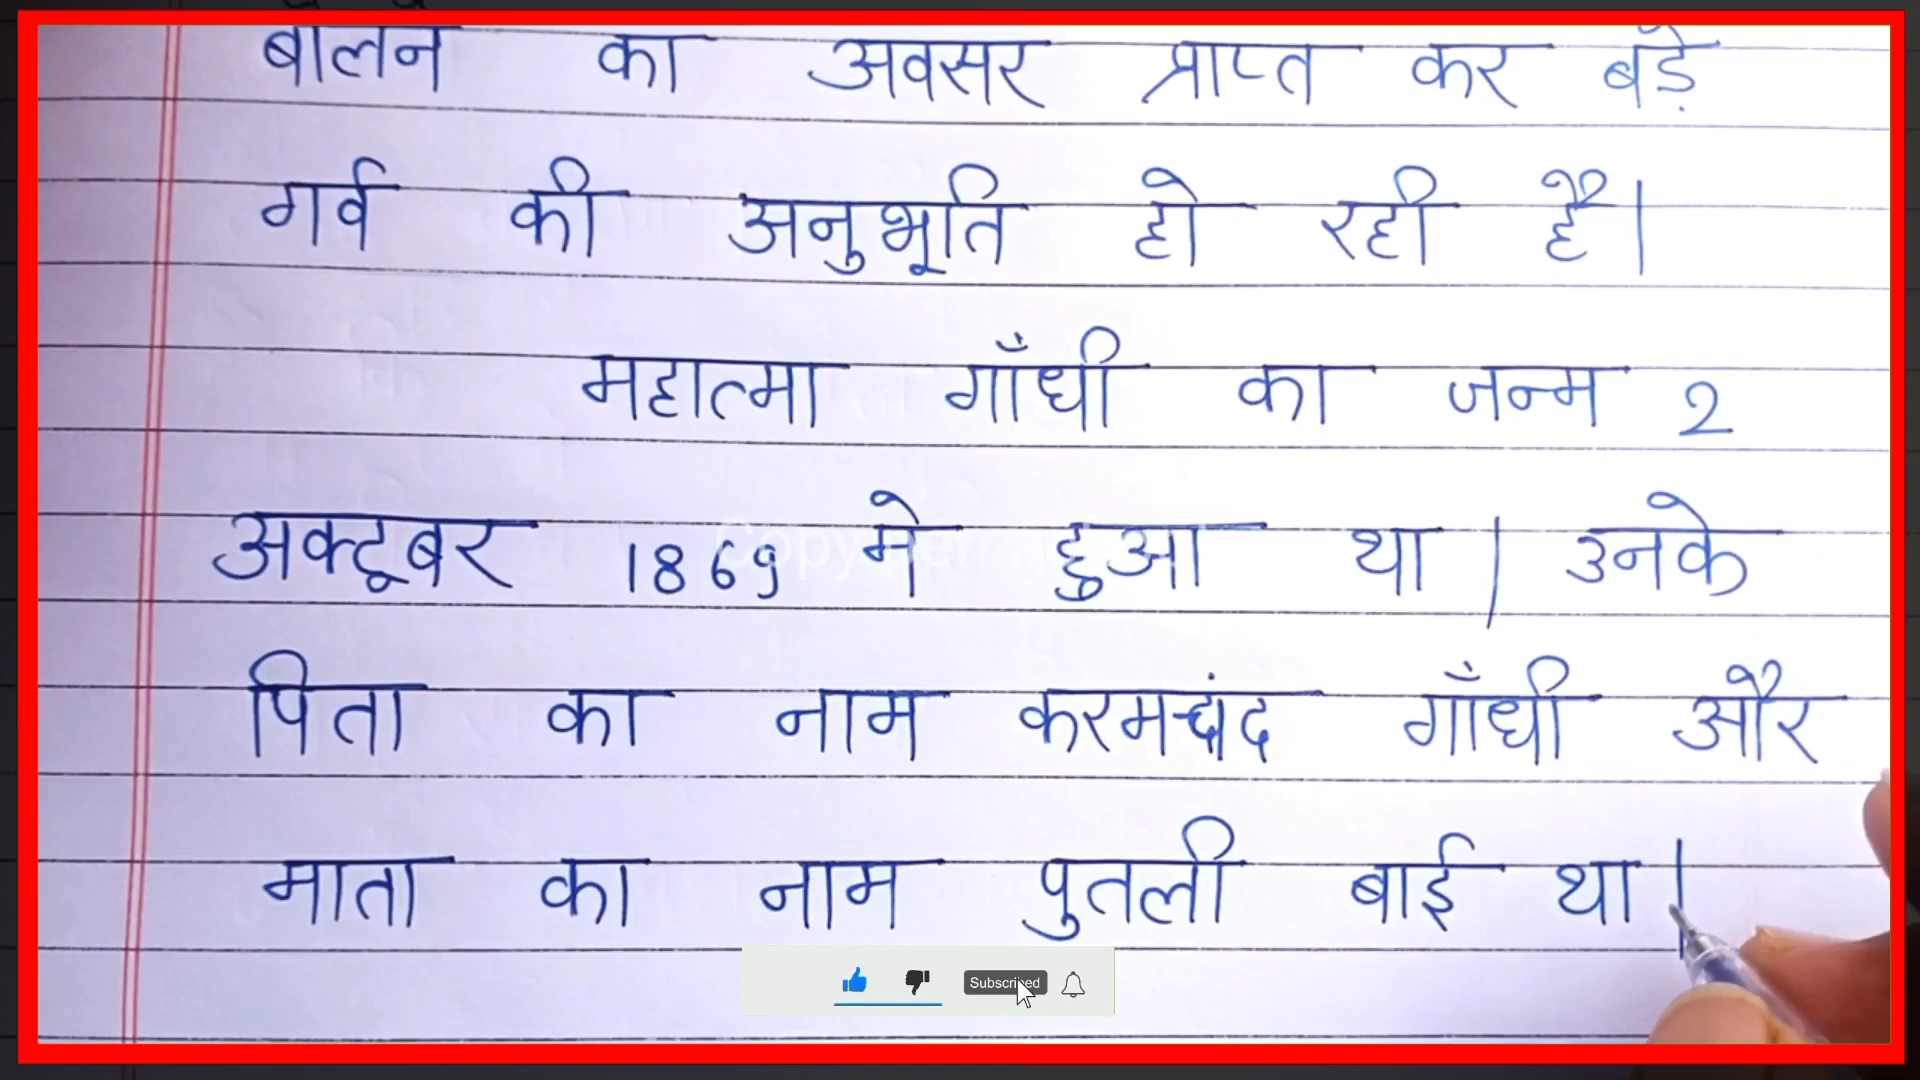 बोलने का अवसर प्राप्त कर बड़े
गर्व की अनुभूति हो रही है।
महात्मा गाँधी का जन्म 2
अक्टूबर 1869 मे हुआ था। उनके
पिता का नाम करमचंद गाँधी और
माता का नाम पुतली बाई था।
Subscribed